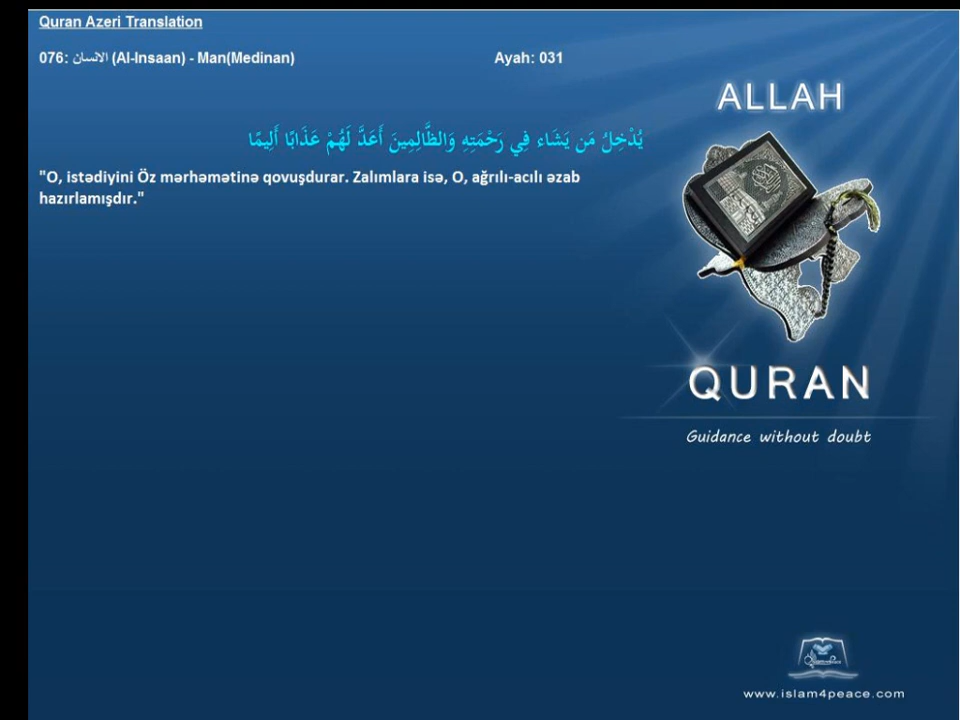 Quran Azeri Translation
076: الانسان (Al-Insaan) - Man(Medinan)
Ayah: 031
يُدْخِلُ مَن يَشَاء فِي رَحْمَتِهِ وَالظَّالِمِينَ أَعَدَّ لَهُمْ عَذَابًا أَلِيمًا
"O, istədiyini Öz mərhəmətinə qovuşdurar. Zalımlara isə, O, ağrılı-acılı əzab
hazırlamışdır."
ALLAH
QURAN
Guidance without doubt
www.islam4peace.com